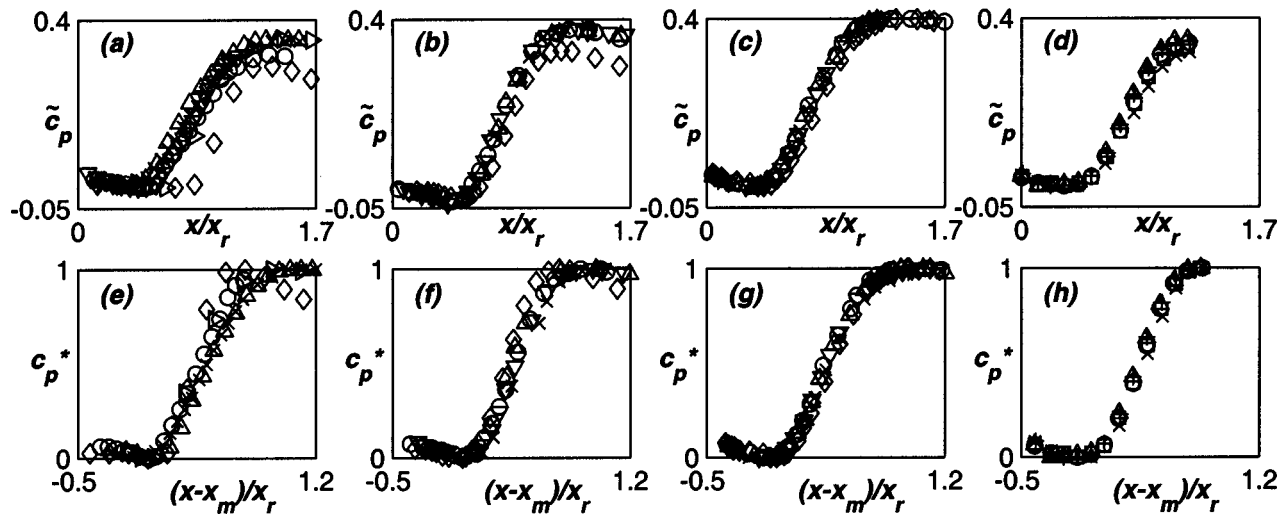 0.4 (a) 0.4 (b) 0.4 (c) 0.4 (d)
c̃p c̃p c̃p c̃p
-0.05 -0.05 -0.05 -0.05
0 x/xr 1.7 0 x/xr 1.7 0 x/xr 1.7 0 x/xr 1.7
1 (e) 1 (f) 1 (g) 1 (h)
cp* cp* cp* cp*
0 0 0 0
-0.5 (x-xm)/xr 1.2 -0.5 (x-xm)/xr 1.2 -0.5 (x-xm)/xr 1.2 -0.5 (x-xm)/xr 1.2